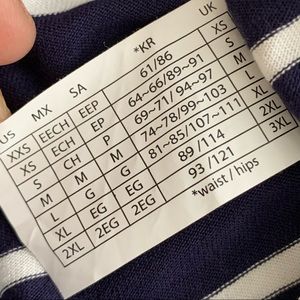 US MX SA *KR UK
XXS EECH EEP 61/86 XS
XS ECH EP 64–66/89–91 S
S CH P 69–71/94–97 M
M M M 74–78/99–103 L
L G G 81–85/107–111 XL
XL EG EG 89/114 2XL
2XL 2EG 2EG 93/121 3XL
*waist/hips